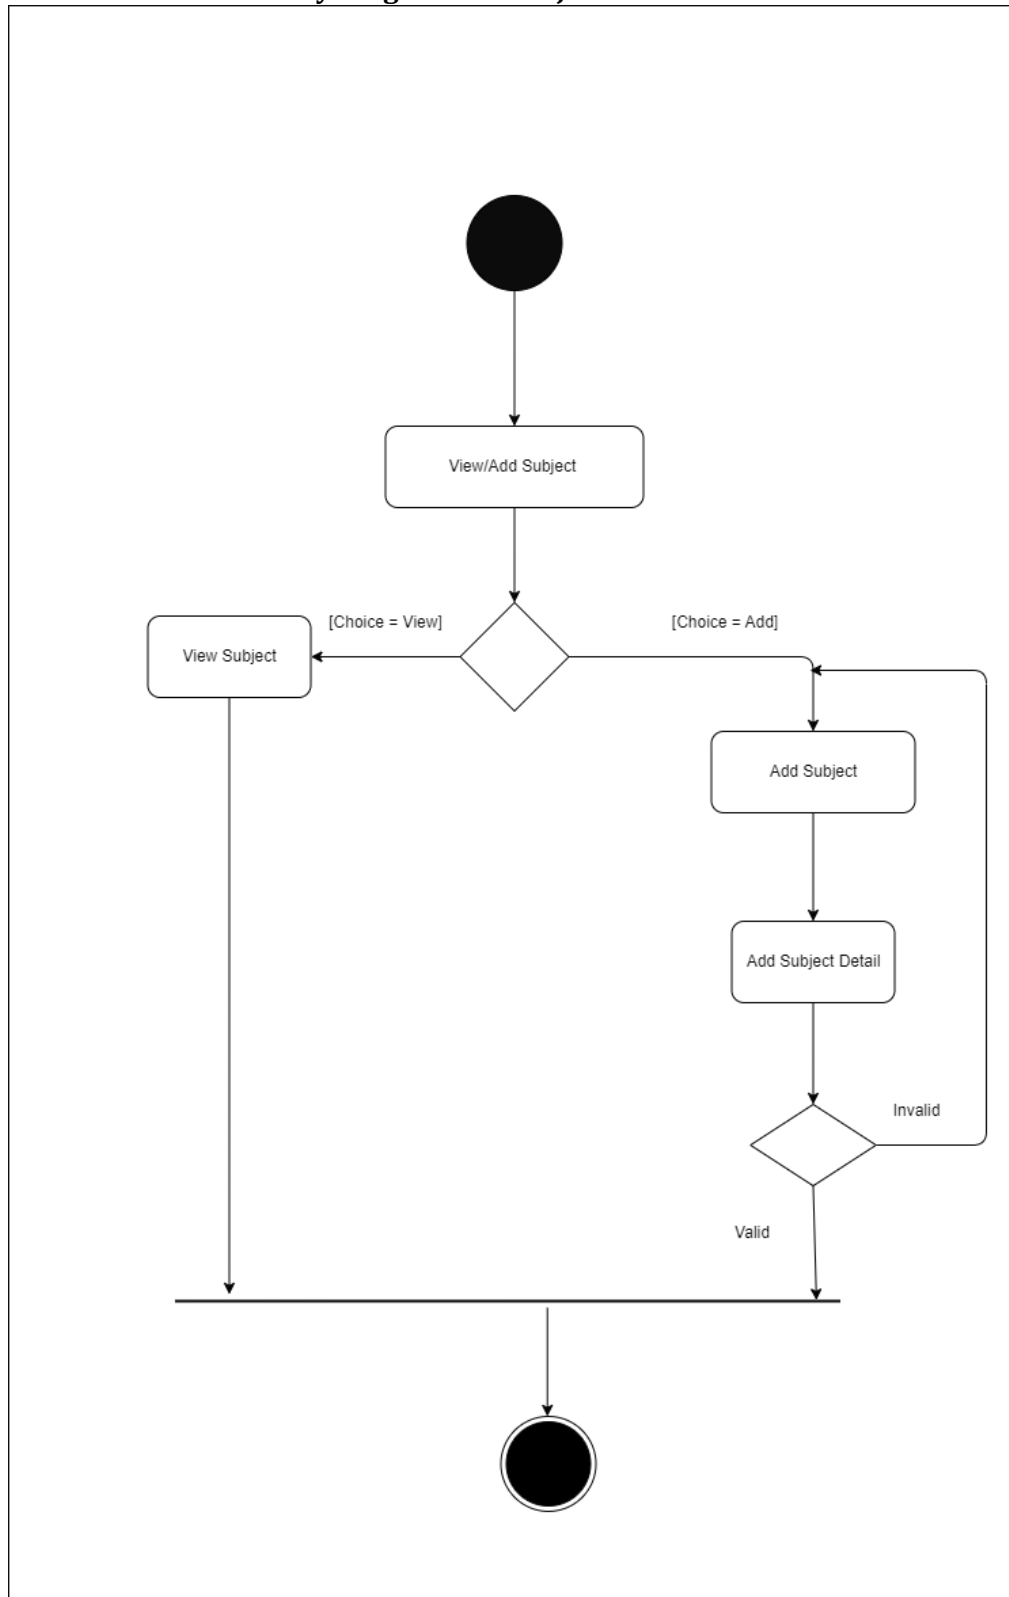 View/Add Subject
[Choice = View]
[Choice = Add]
View Subject
Add Subject
Add Subject Detail
Invalid
Valid